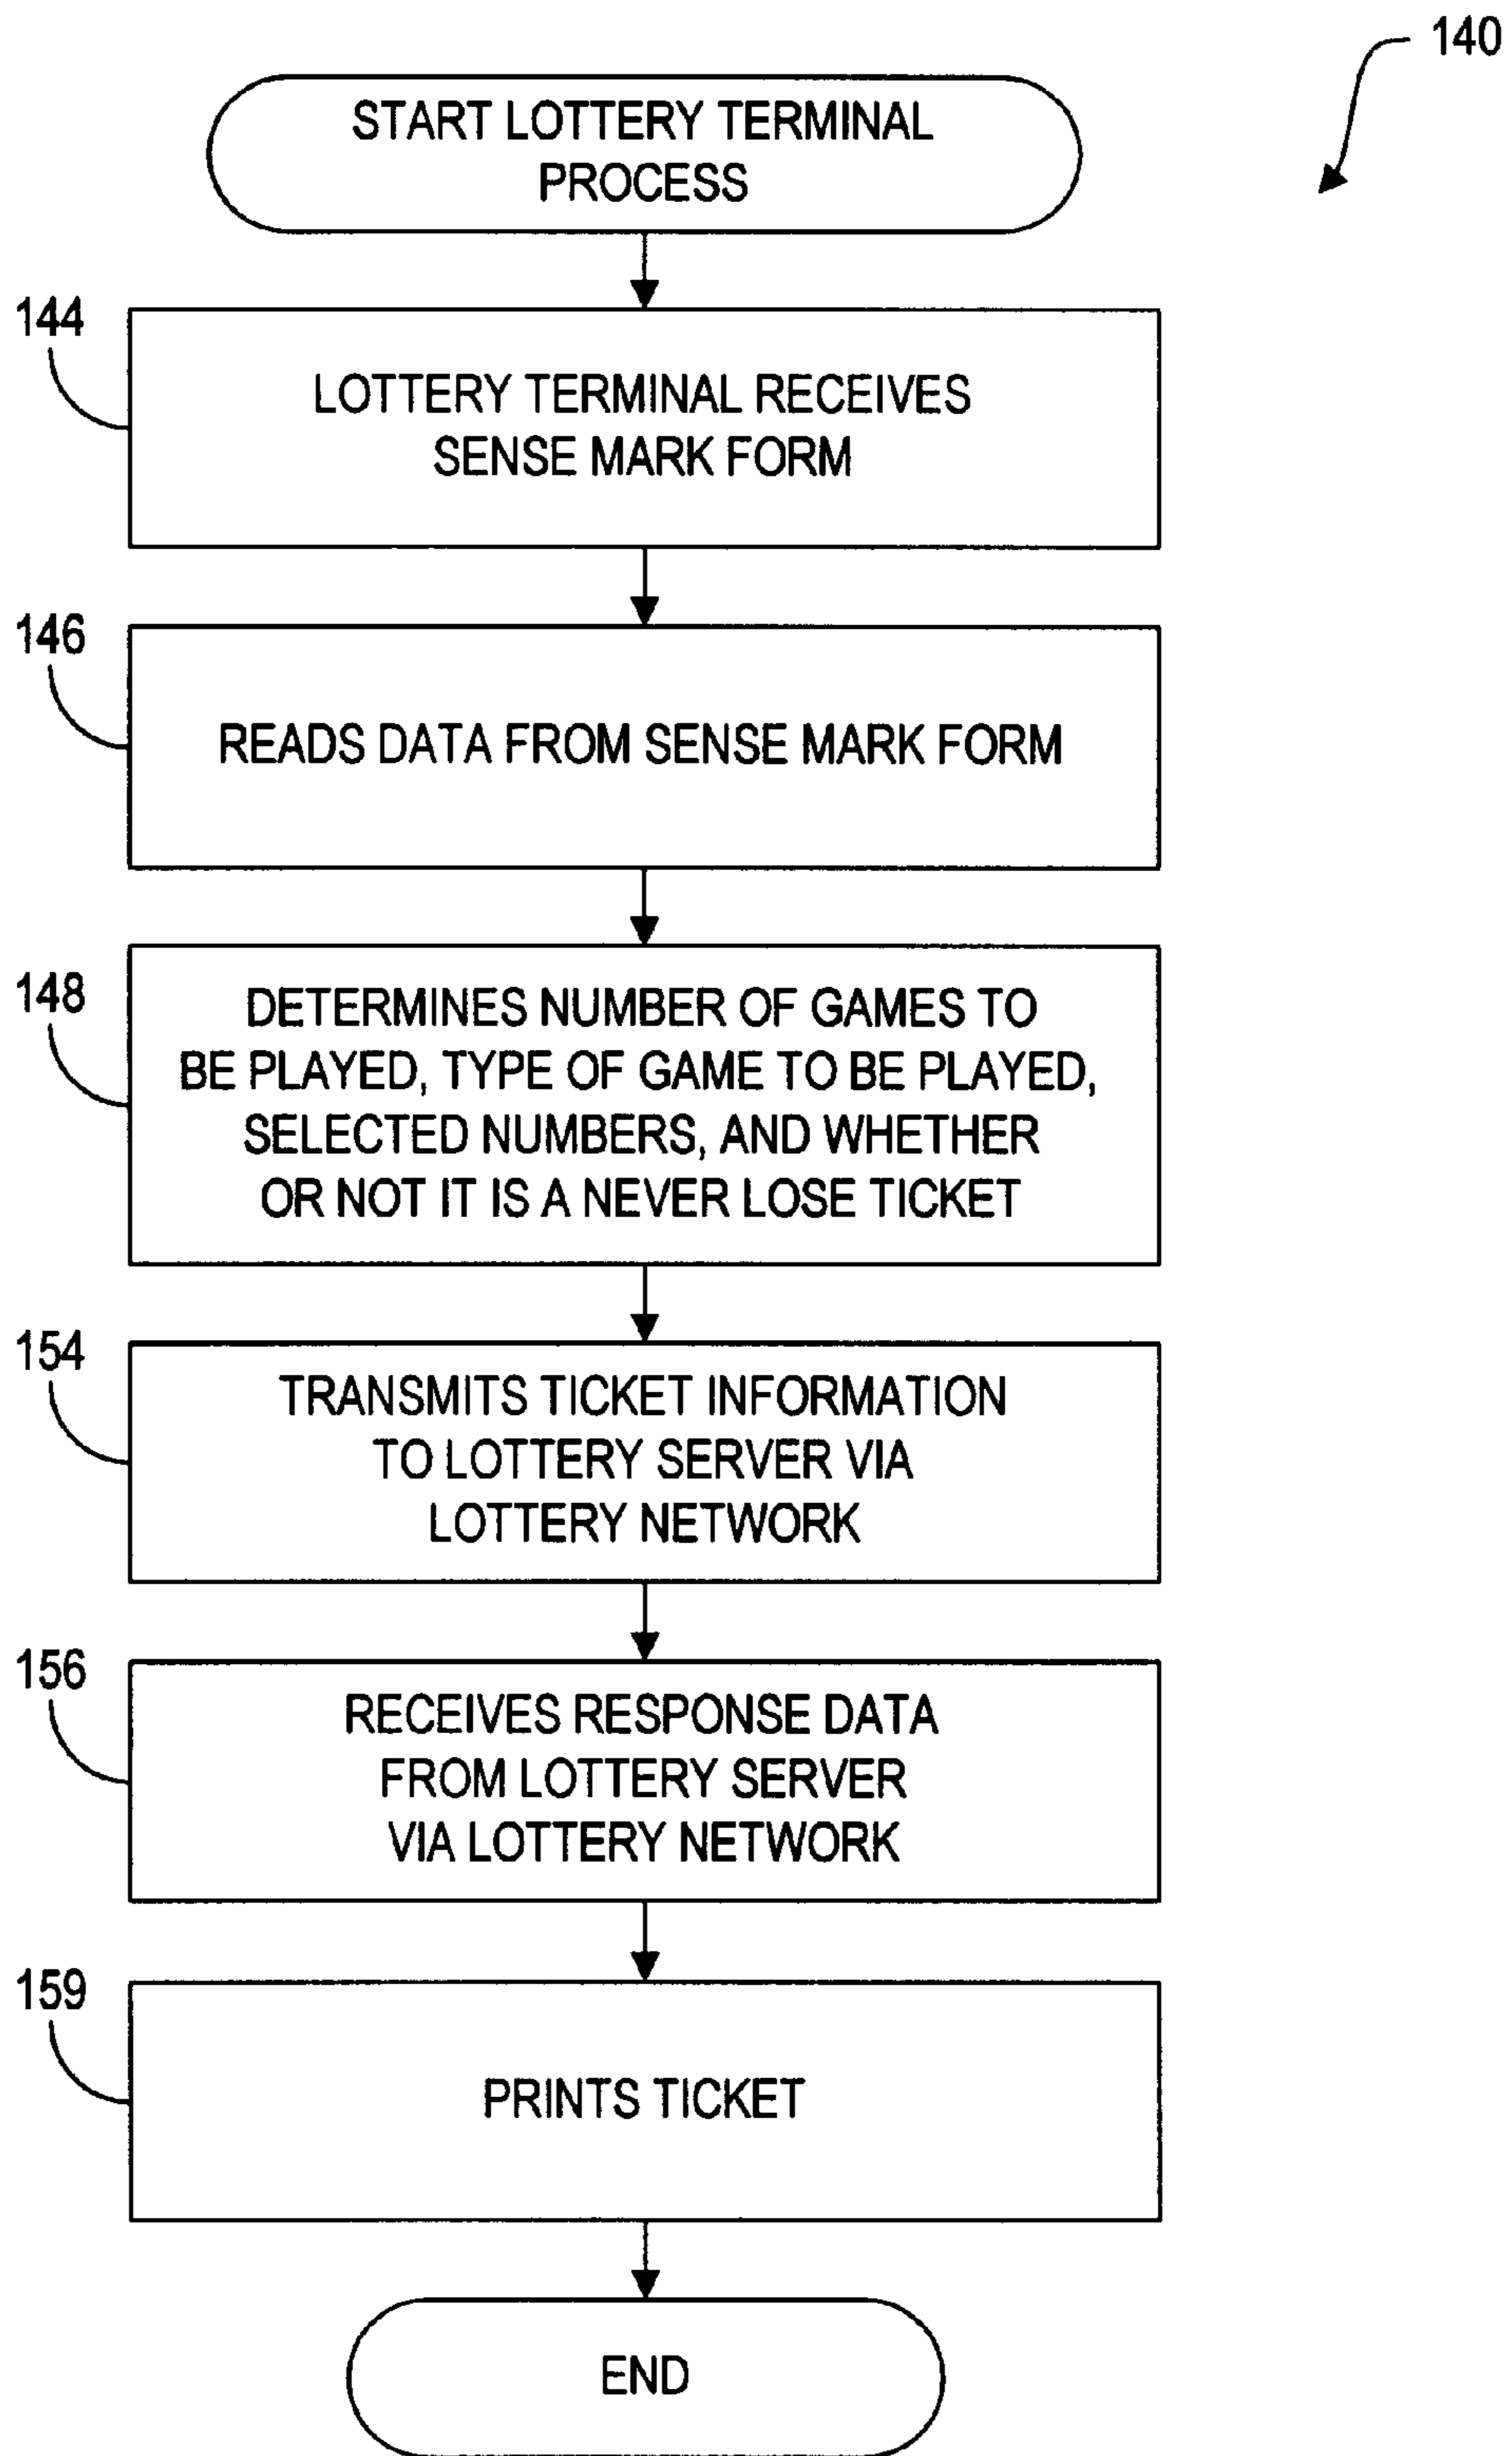 140
START LOTTERY TERMINAL
PROCESS
144
LOTTERY TERMINAL RECEIVES
SENSE MARK FORM
146
READS DATA FROM SENSE MARK FORM
148
DETERMINES NUMBER OF GAMES TO
BE PLAYED, TYPE OF GAME TO BE PLAYED,
SELECTED NUMBERS, AND WHETHER
OR NOT IT IS A NEVER LOSE TICKET
154
TRANSMITS TICKET INFORMATION
TO LOTTERY SERVER VIA
LOTTERY NETWORK
156
RECEIVES RESPONSE DATA
FROM LOTTERY SERVER
VIA LOTTERY NETWORK
159
PRINTS TICKET
END